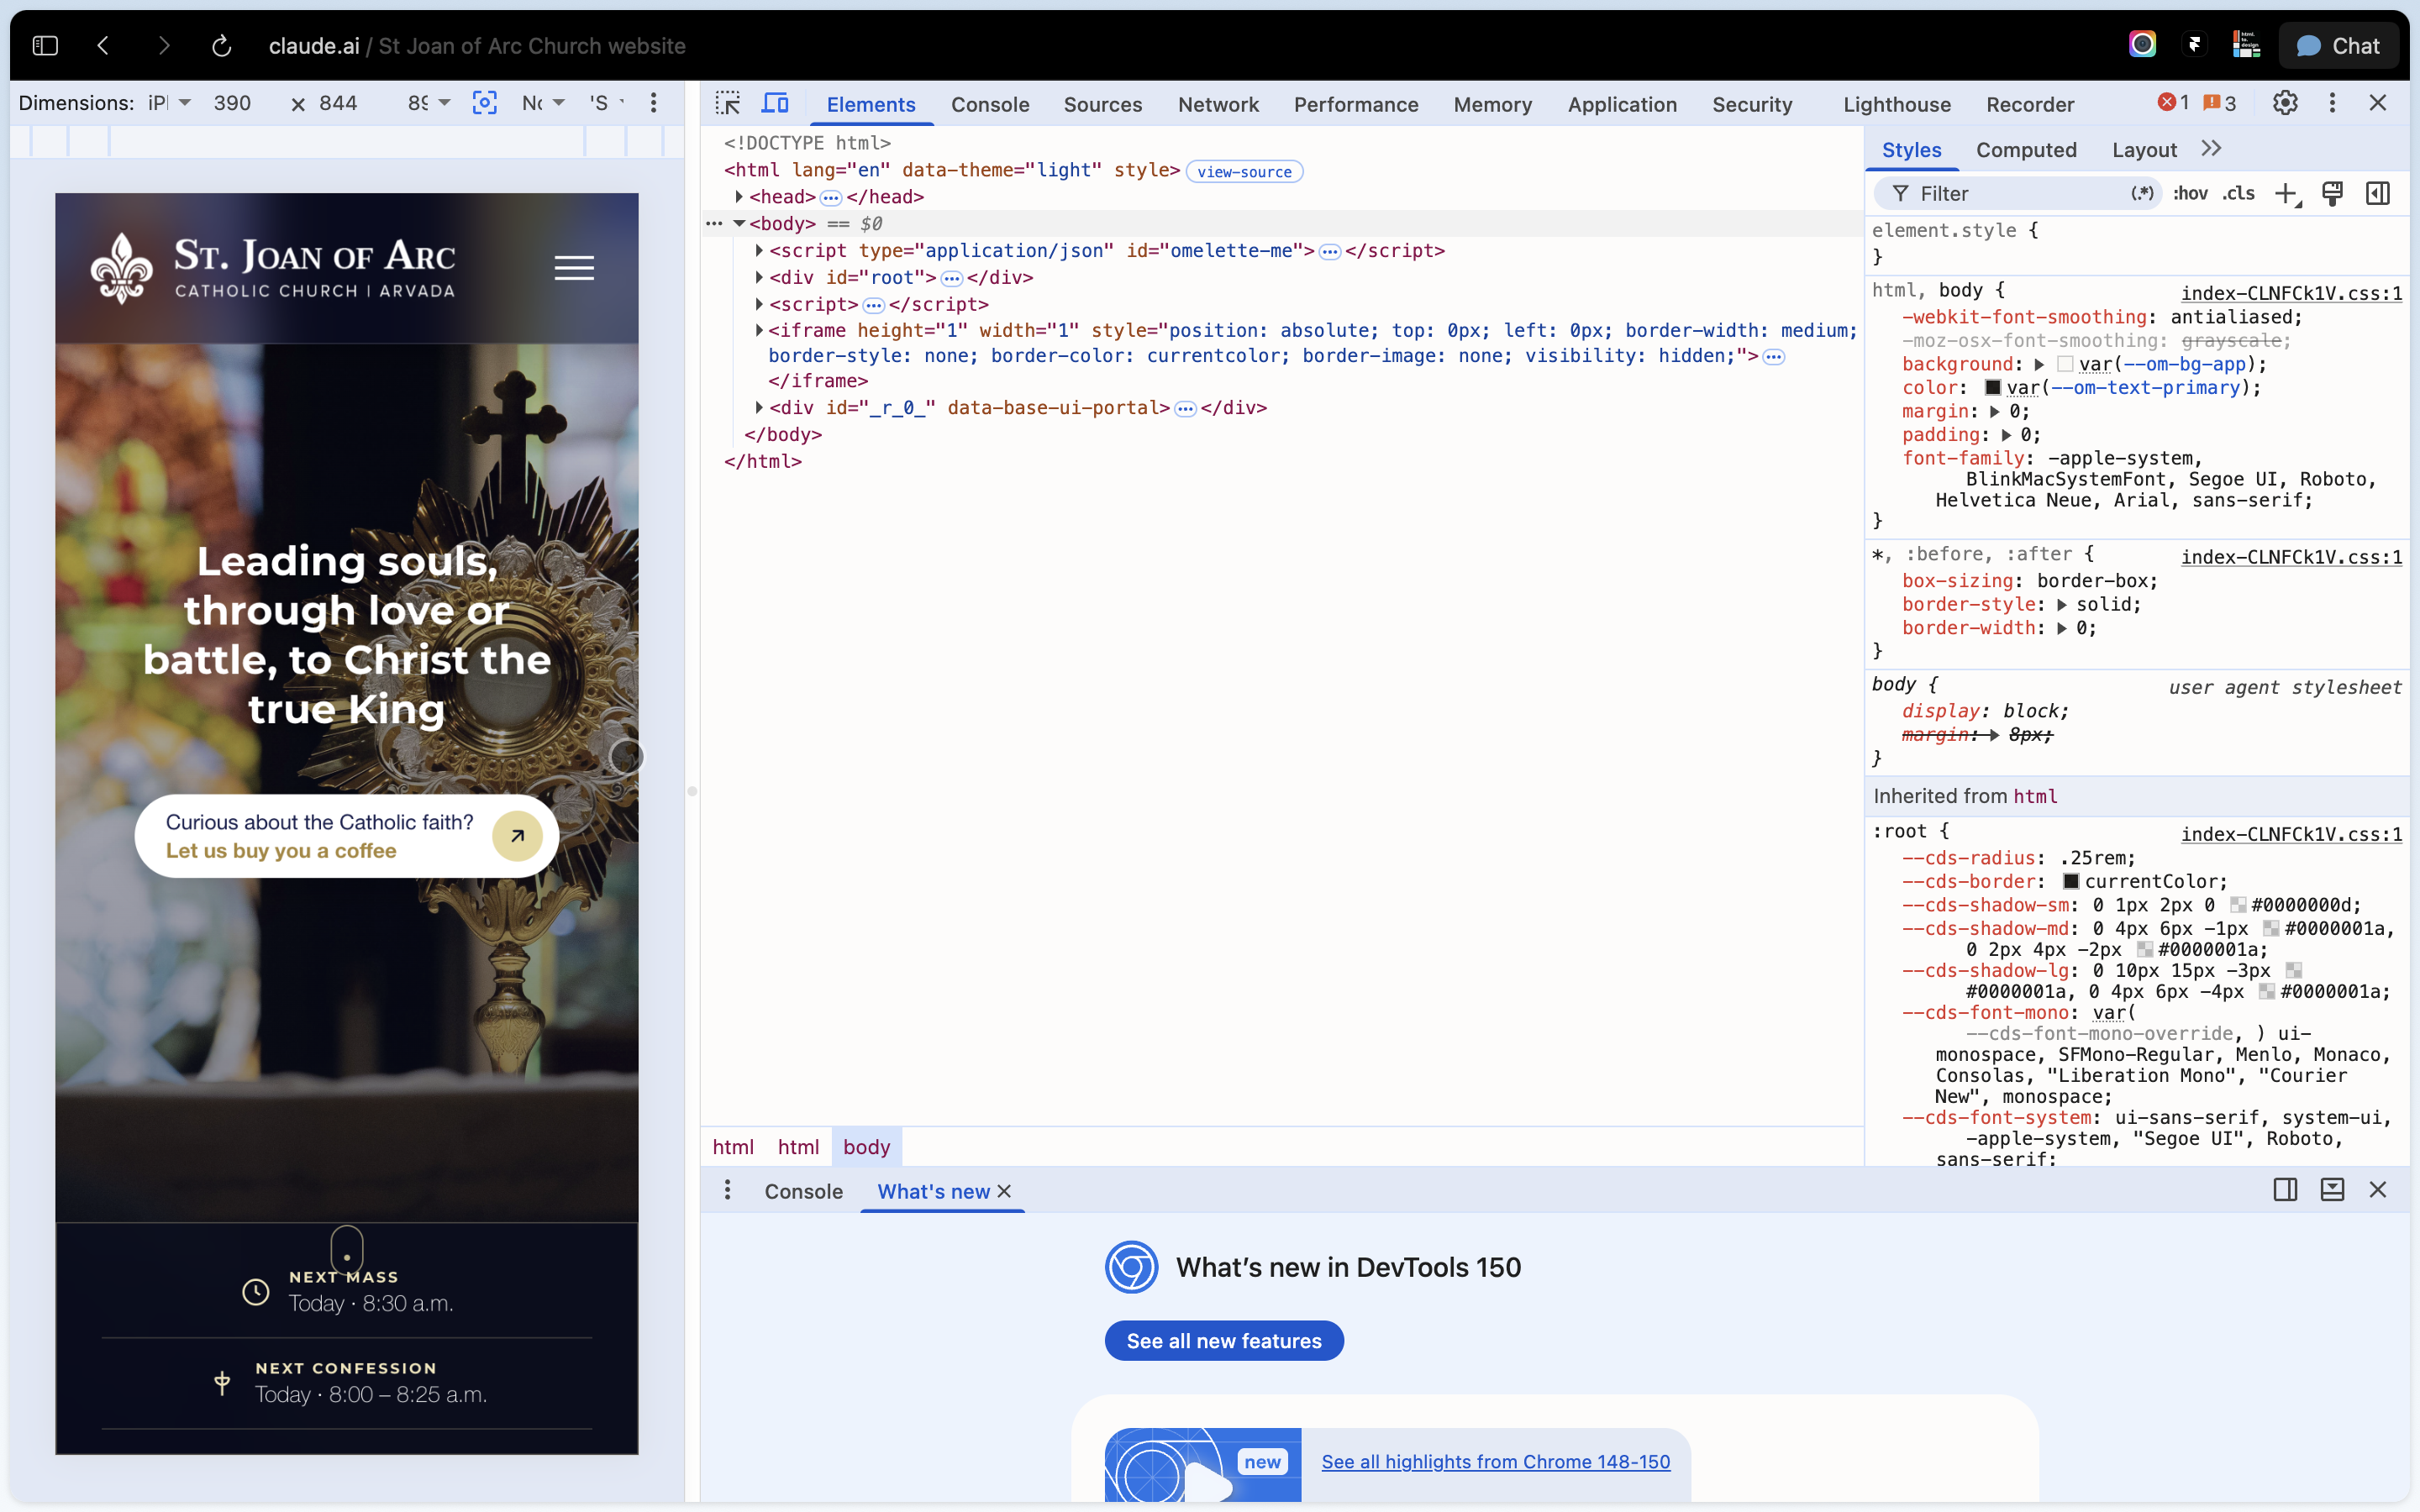 claude.ai / St Joan of Arc Church website
Chat
Dimensions: iP 390 × 844 89 No 'S
Elements Console Sources Network Performance Memory Application Security Lighthouse Recorder 1 3
ST. JOAN OF ARC
CATHOLIC CHURCH | ARVADA
Leading souls,
through love or
battle, to Christ the
true King
Curious about the Catholic faith?
Let us buy you a coffee
NEXT MASS
Today · 8:30 a.m.
NEXT CONFESSION
Today · 8:00 – 8:25 a.m.
<!DOCTYPE html>
<html lang="en" data-theme="light" style> view-source
<head> ••• </head>
••• <body> == $0
<script type="application/json" id="omelette-me"> ••• </script>
<div id="root"> ••• </div>
<script> ••• </script>
<iframe height="1" width="1" style="position: absolute; top: 0px; left: 0px; border-width: medium;
border-style: none; border-color: currentcolor; border-image: none; visibility: hidden;"> •••
</iframe>
<div id="_r_0_" data-base-ui-portal> ••• </div>
</body>
</html>
html html body
Styles Computed Layout
Filter (.*) :hov .cls
element.style {
}
html, body { index-CLNFCk1V.css:1
-webkit-font-smoothing: antialiased;
-moz-osx-font-smoothing: grayscale;
background: var(--om-bg-app);
color: var(--om-text-primary);
margin: 0;
padding: 0;
font-family: -apple-system,
BlinkMacSystemFont, Segoe UI, Roboto,
Helvetica Neue, Arial, sans-serif;
}
*, :before, :after { index-CLNFCk1V.css:1
box-sizing: border-box;
border-style: solid;
border-width: 0;
}
body { user agent stylesheet
display: block;
margin: 8px;
}
Inherited from html
:root { index-CLNFCk1V.css:1
--cds-radius: .25rem;
--cds-border: currentColor;
--cds-shadow-sm: 0 1px 2px 0 #0000000d;
--cds-shadow-md: 0 4px 6px -1px #0000001a,
0 2px 4px -2px #0000001a;
--cds-shadow-lg: 0 10px 15px -3px
#0000001a, 0 4px 6px -4px #0000001a;
--cds-font-mono: var(
--cds-font-mono-override, ) ui-
monospace, SFMono-Regular, Menlo, Monaco,
Consolas, "Liberation Mono", "Courier
New", monospace;
--cds-font-system: ui-sans-serif, system-ui,
-apple-system, "Segoe UI", Roboto,
sans-serif;
Console What's new
What's new in DevTools 150
See all new features
new
See all highlights from Chrome 148-150